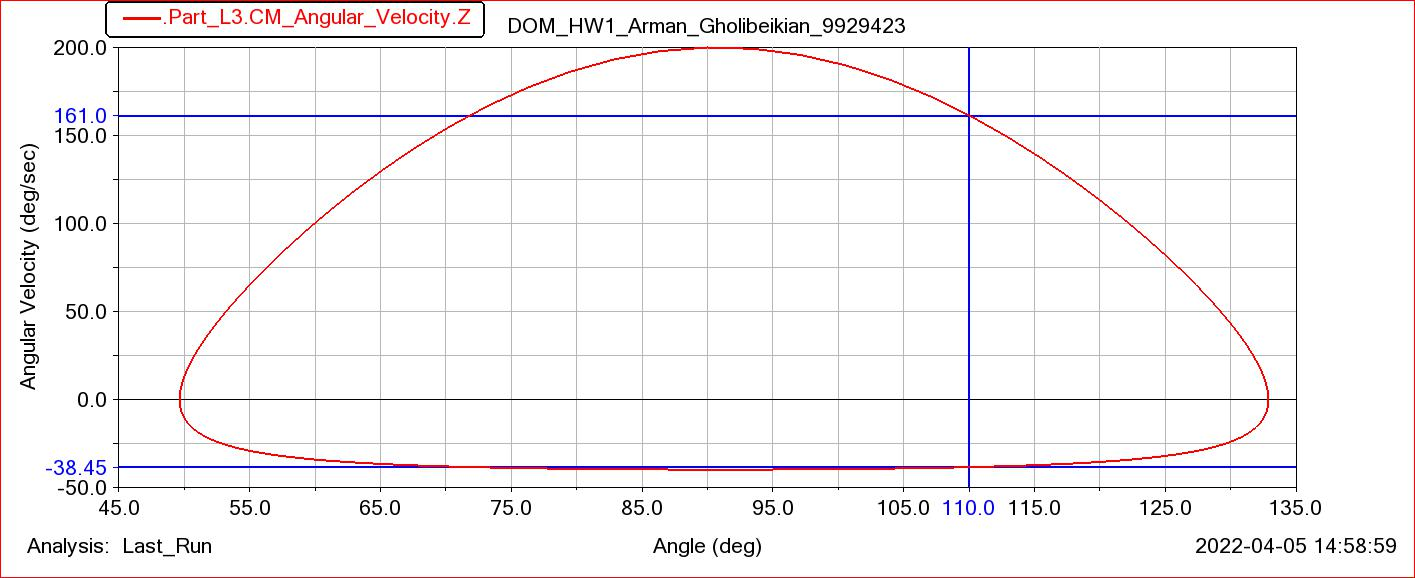 .Part_L3.CM_Angular_Velocity.Z
DOM_HW1_Arman_Gholibeikian_9929423
Angular Velocity (deg/sec)
200.0
161.0
150.0
100.0
50.0
0.0
-38.45
-50.0
45.0 55.0 65.0 75.0 85.0 95.0 105.0 110.0 115.0 125.0 135.0
Analysis: Last_Run Angle (deg) 2022-04-05 14:58:59